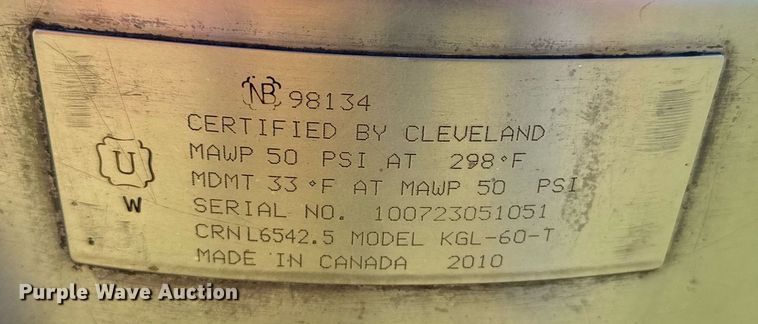 NB 98134
CERTIFIED BY CLEVELAND
U
MAWP 50 PSI AT 298°F
MDMT 33°F AT MAWP 50 PSI
W
SERIAL NO. 100723051051
CRN L6542.5 MODEL KGL-60-T
MADE IN CANADA 2010
Purple Wave Auction